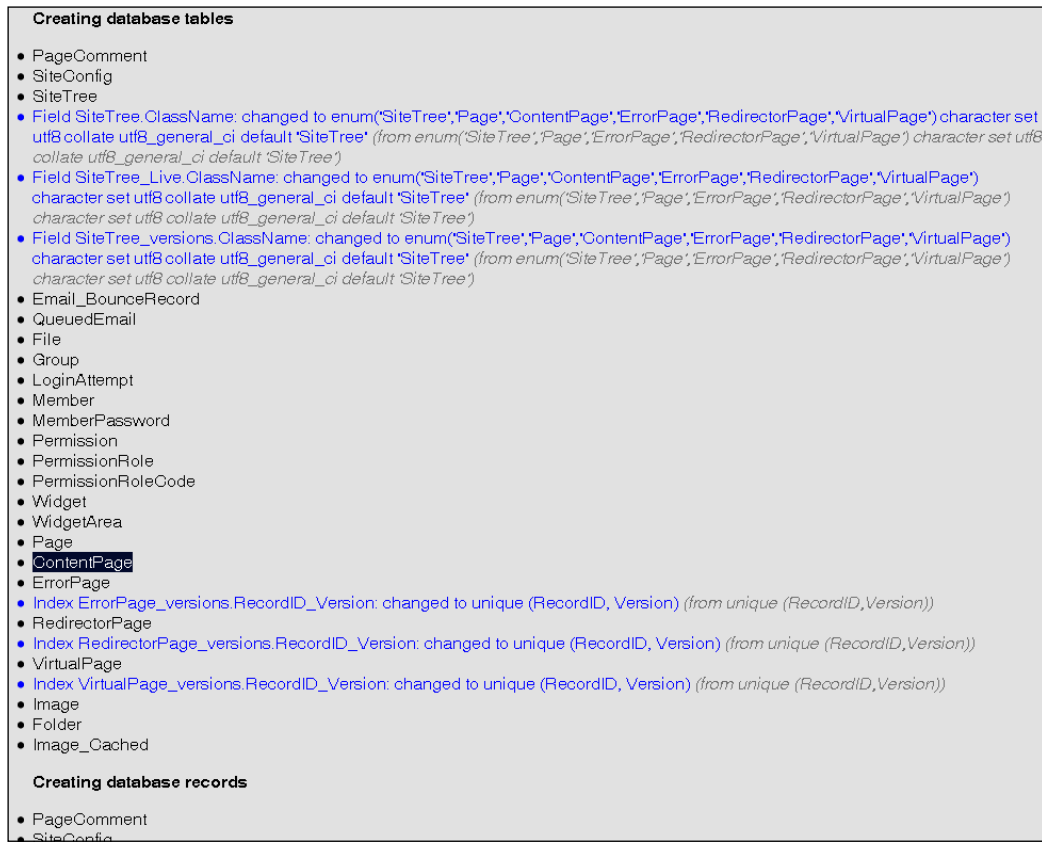 Creating database tables
• PageComment
• SiteConfig
• SiteTree
• Field SiteTree.ClassName: changed to enum('SiteTree','Page','ContentPage','ErrorPage','RedirectorPage','VirtualPage') character set
utf8 collate utf8_general_ci default 'SiteTree' (from enum('SiteTree','Page','ErrorPage','RedirectorPage','VirtualPage') character set utf8
collate utf8_general_ci default 'SiteTree')
• Field SiteTree_Live.ClassName: changed to enum('SiteTree','Page','ContentPage','ErrorPage','RedirectorPage','VirtualPage')
character set utf8 collate utf8_general_ci default 'SiteTree' (from enum('SiteTree','Page','ErrorPage','RedirectorPage','VirtualPage')
character set utf8 collate utf8_general_ci default 'SiteTree')
• Field SiteTree_versions.ClassName: changed to enum('SiteTree','Page','ContentPage','ErrorPage','RedirectorPage','VirtualPage')
character set utf8 collate utf8_general_ci default 'SiteTree' (from enum('SiteTree','Page','ErrorPage','RedirectorPage','VirtualPage')
character set utf8 collate utf8_general_ci default 'SiteTree')
• Email_BounceRecord
• QueuedEmail
• File
• Group
• LoginAttempt
• Member
• MemberPassword
• Permission
• PermissionRole
• PermissionRoleCode
• Widget
• WidgetArea
• Page
• ContentPage
• ErrorPage
• Index ErrorPage_versions.RecordID_Version: changed to unique (RecordID, Version) (from unique (RecordID,Version))
• RedirectorPage
• Index RedirectorPage_versions.RecordID_Version: changed to unique (RecordID, Version) (from unique (RecordID,Version))
• VirtualPage
• Index VirtualPage_versions.RecordID_Version: changed to unique (RecordID, Version) (from unique (RecordID,Version))
• Image
• Folder
• Image_Cached
Creating database records
• PageComment
• SiteConfig